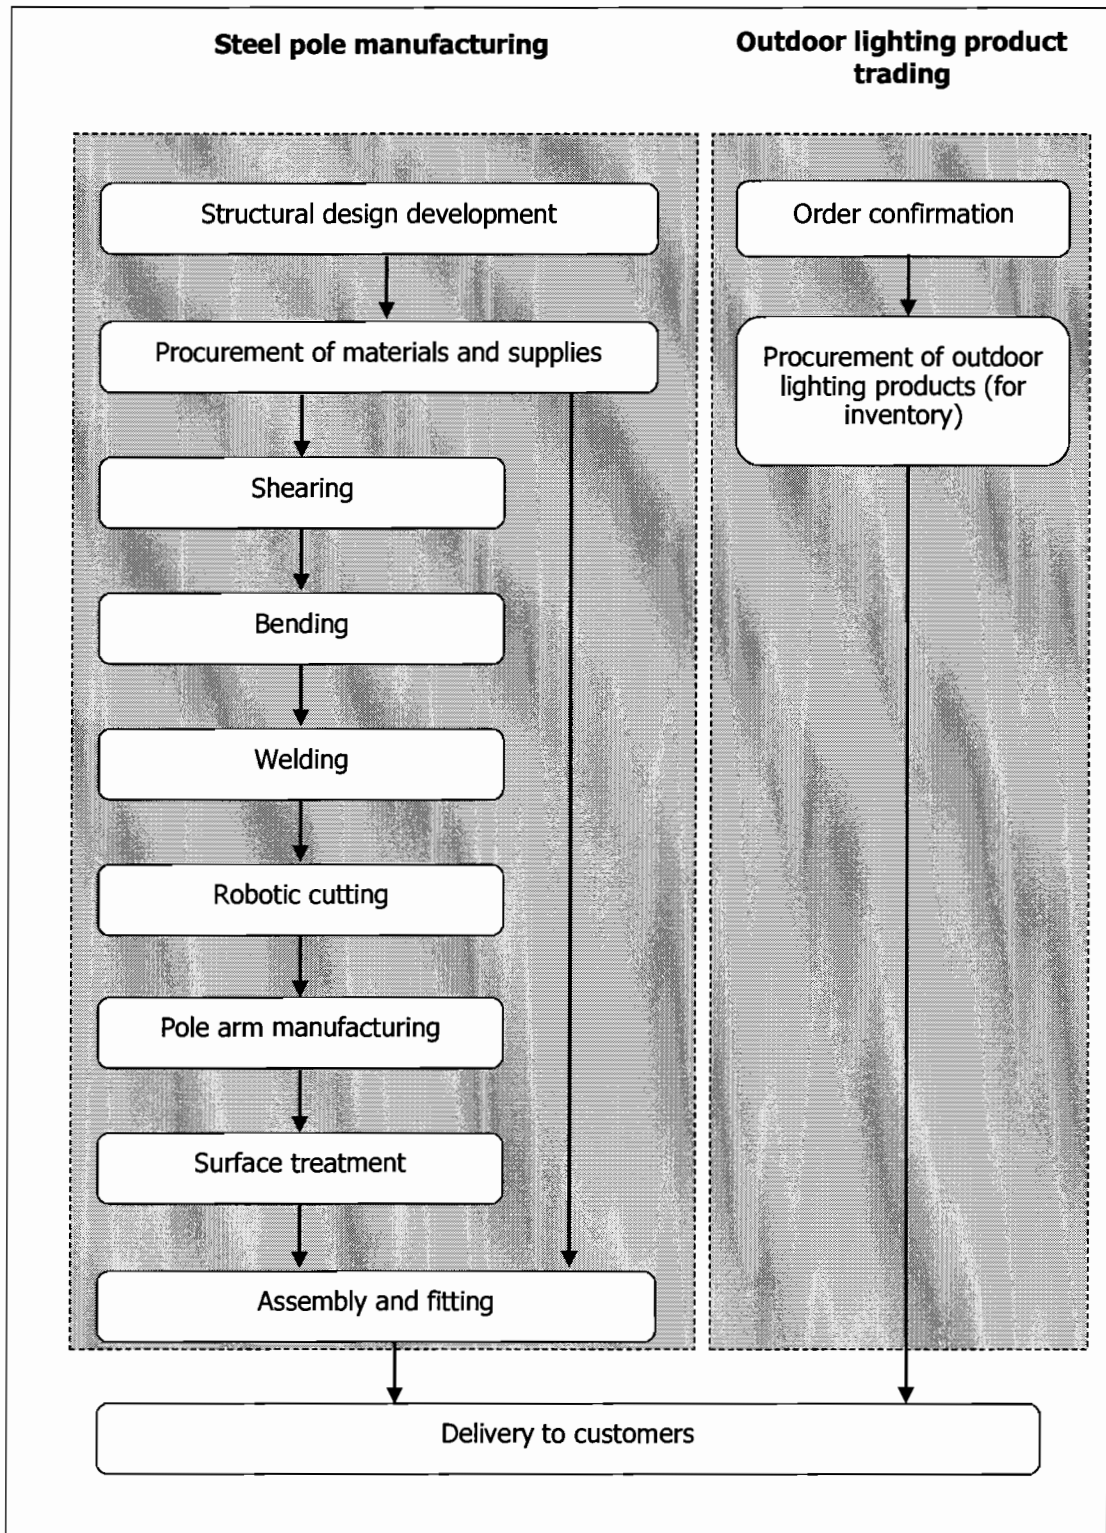 Steel pole manufacturing
Outdoor lighting product
trading
Structural design development
Procurement of materials and supplies
Shearing
Bending
Welding
Robotic cutting
Pole arm manufacturing
Surface treatment
Assembly and fitting
Order confirmation
Procurement of outdoor
lighting products (for
inventory)
Delivery to customers